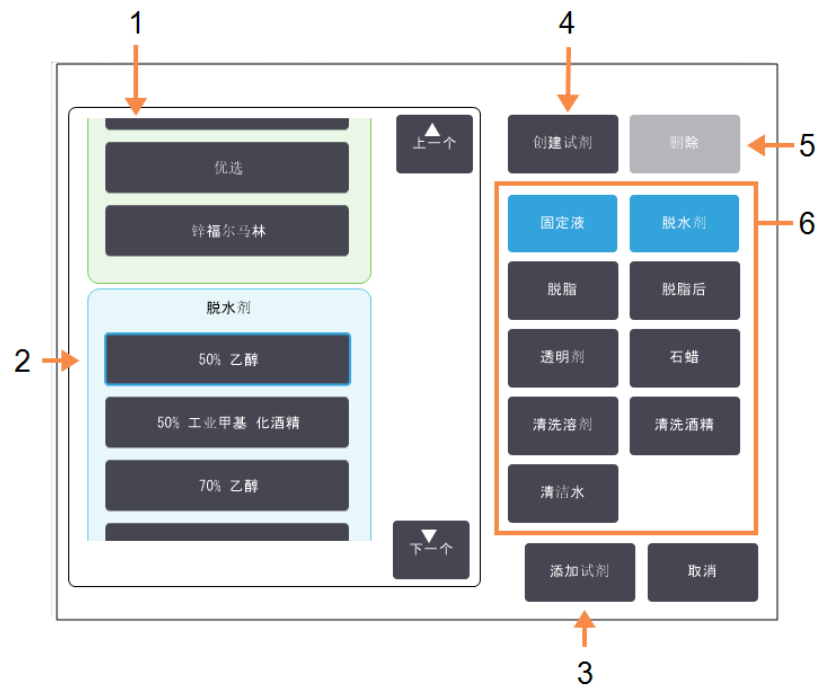 1
4
上一个
创建试剂
删除
5
优选
锌福尔马林
固定液
脱水剂
6
脱脂
脱脂后
脱水剂
2
50% 乙醇
透明剂
石蜡
50% 工业甲基 化酒精
清洗溶剂
清洗酒精
70% 乙醇
清洁水
下一个
添加试剂
取消
3